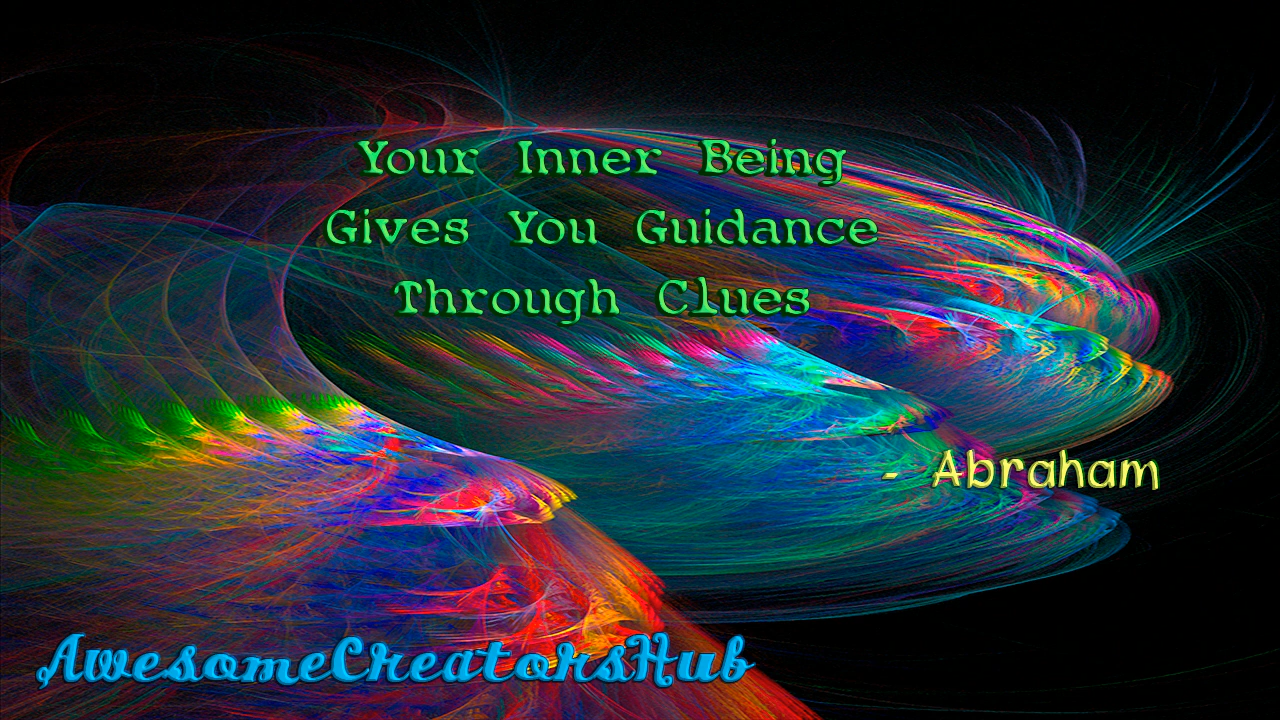 Your Inner Being
Gives You Guidance
Through Clues
- Abraham
AwesomeCreatorsHub